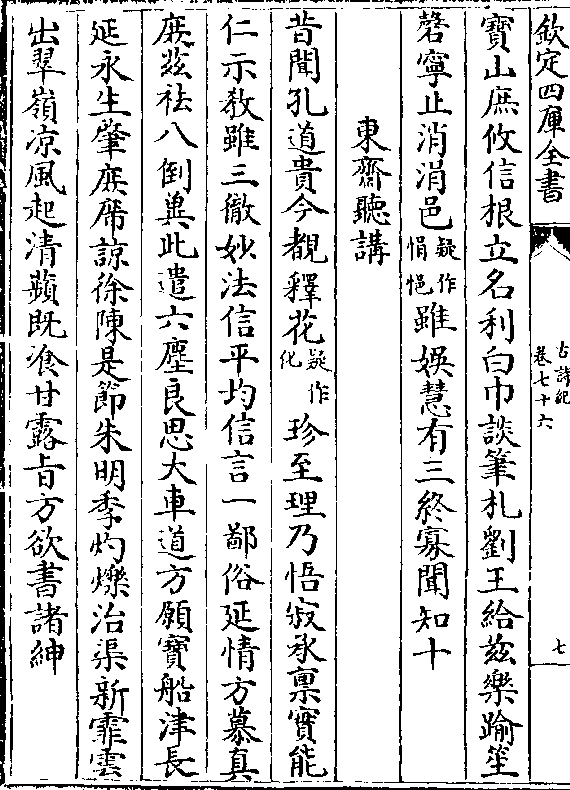 欽定四庫全書
古詩紀
卷七十六
七
寶山庶攸信根立名利白巾談筆札劉王給茲樂踰笙
磬寧止消涓邑疑作悁悒雖娛慧有三終寡聞知十
東齋聽講
昔聞孔道貴今覩釋花疑作化珍至理乃悟寂承稟實能
仁示教雖三徹妙法信平均信言一鄙俗延情方慕真
庶茲祛八倒冀此遣六塵良思大車道方願寶船津長
延永生肇庶席諒徐陳是節朱明季灼爍治渠新霏雲
出翠嶺凉風起清蘋既飡甘露旨方欲書諸紳